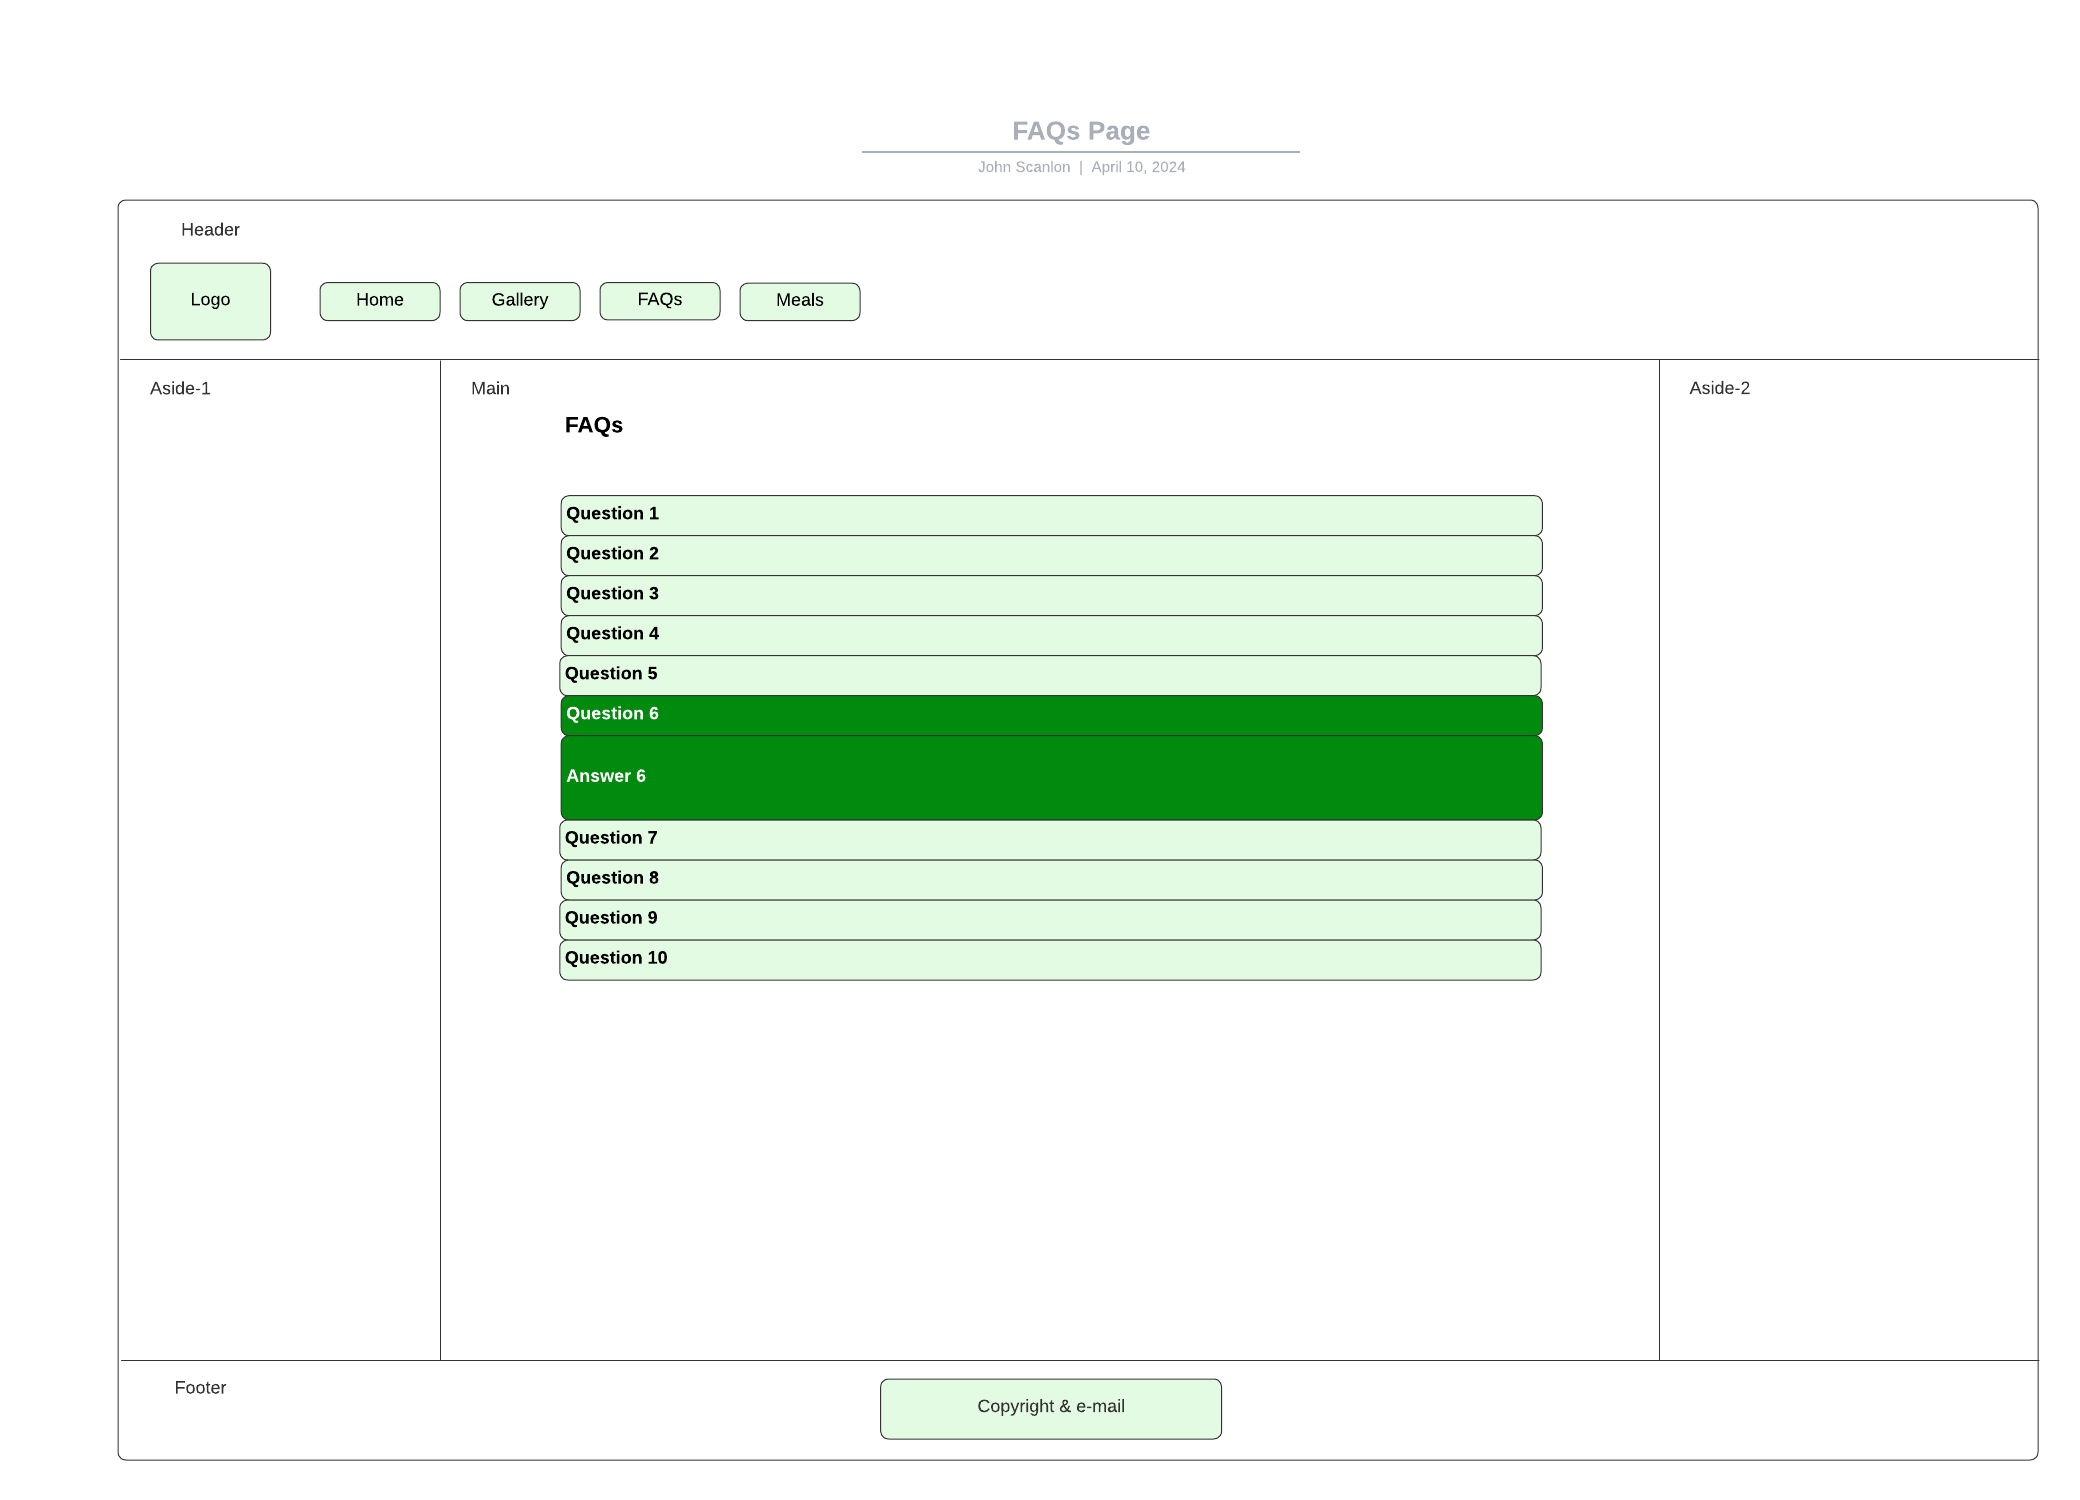 FAQs Page
John Scanlon | April 10, 2024
Header
Logo
Home
Gallery
FAQs
Meals
Aside-1
Main
Aside-2
FAQs
Question 1
Question 2
Question 3
Question 4
Question 5
Question 6
Answer 6
Question 7
Question 8
Question 9
Question 10
Footer
Copyright & e-mail